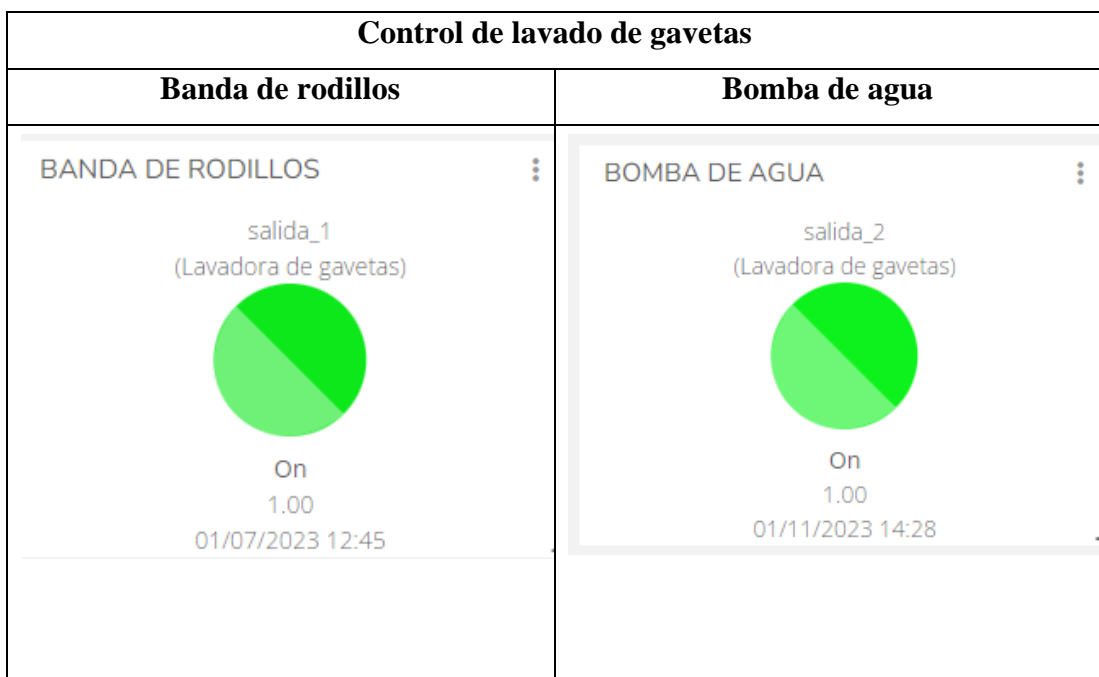 Control de lavado de gavetas
Banda de rodillos
Bomba de agua
BANDA DE RODILLOS
salida_1
(Lavadora de gavetas)
On
1.00
01/07/2023 12:45
BOMBA DE AGUA
salida_2
(Lavadora de gavetas)
On
1.00
01/11/2023 14:28